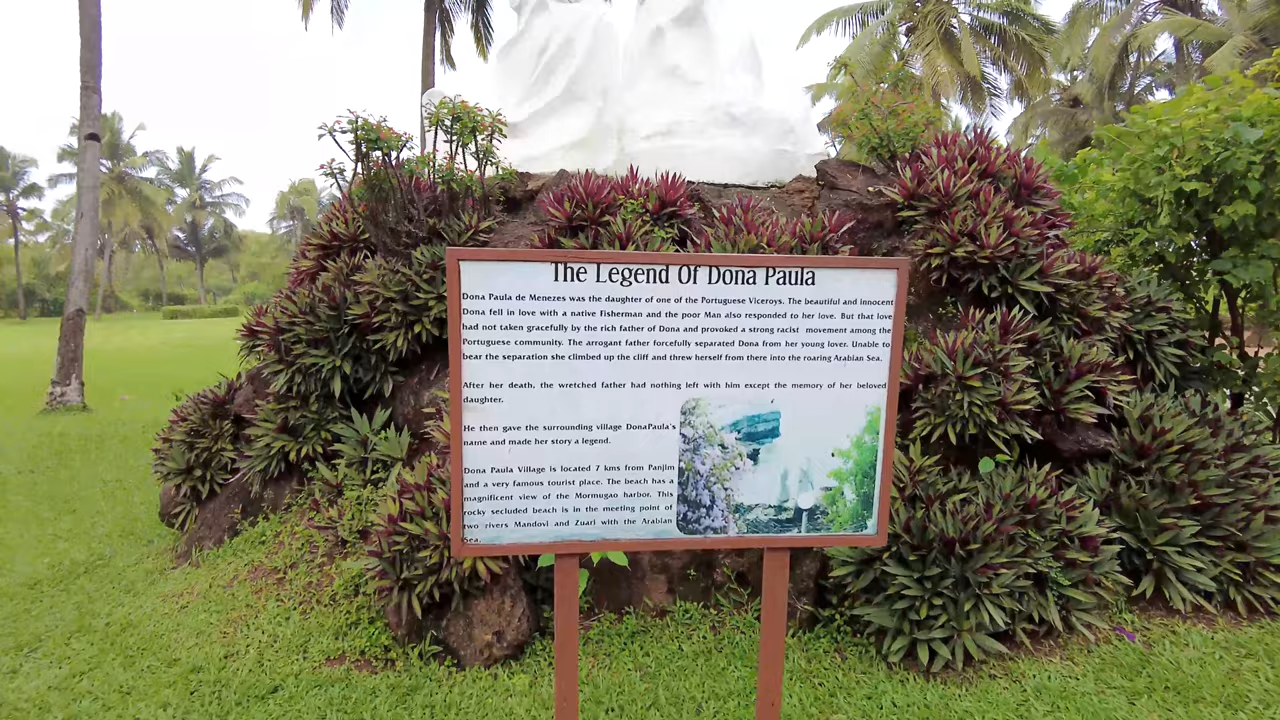 The Legend Of Dona Paula
Dona Paula de Menezes was the daughter of one of the Portuguese Viceroys. The beautiful and innocent
Dona fell in love with a native Fisherman and the poor Man also responded to her love. But that love
had not taken gracefully by the rich father of Dona and provoked a strong racist movement among the
Portuguese community. The arrogant father forcefully separated Dona from her young lover. Unable to
bear the separation she climbed up the cliff and threw herself from there into the roaring Arabian Sea.
After her death, the wretched father had nothing left with him except the memory of her beloved
daughter.
He then gave the surrounding village DonaPaula's
name and made her story a legend.
Dona Paula Village is located 7 kms from Panjim
and a very famous tourist place. The beach has a
magnificent view of the Mormugao harbor. This
rocky secluded beach is in the meeting point of
two rivers Mandovi and Zuari with the Arabian
Sea.